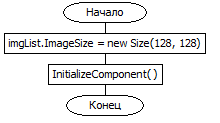 Начало
imgList.ImageSize = new Size(128, 128)
InitializeComponent( )
Конец